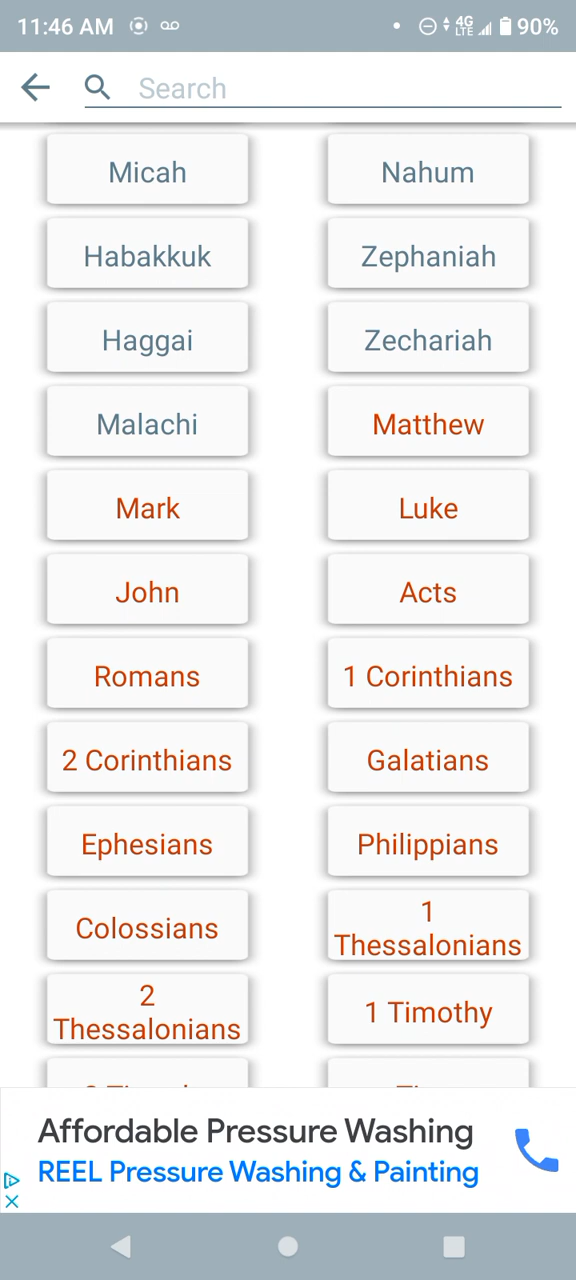 11:46 AM
4G
LTE
90%
Search
Micah
Nahum
Habakkuk
Zephaniah
Haggai
Zechariah
Malachi
Matthew
Mark
Luke
John
Acts
Romans
1 Corinthians
2 Corinthians
Galatians
Ephesians
Philippians
Colossians
1
Thessalonians
2
Thessalonians
1 Timothy
Affordable Pressure Washing
REEL Pressure Washing & Painting